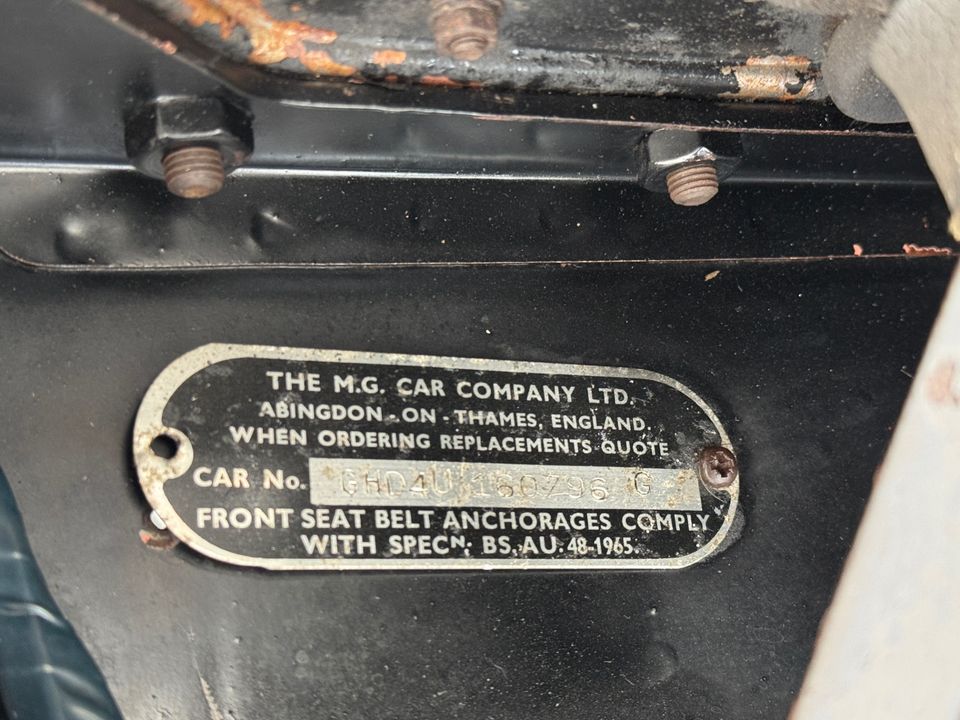 THE M.G. CAR COMPANY LTD.
ABINGDON-ON-THAMES, ENGLAND.
WHEN ORDERING REPLACEMENTS QUOTE
CAR No. GHD4U 160796 G
FRONT SEAT BELT ANCHORAGES COMPLY
WITH SPECN. BS. AU. 48-1965.